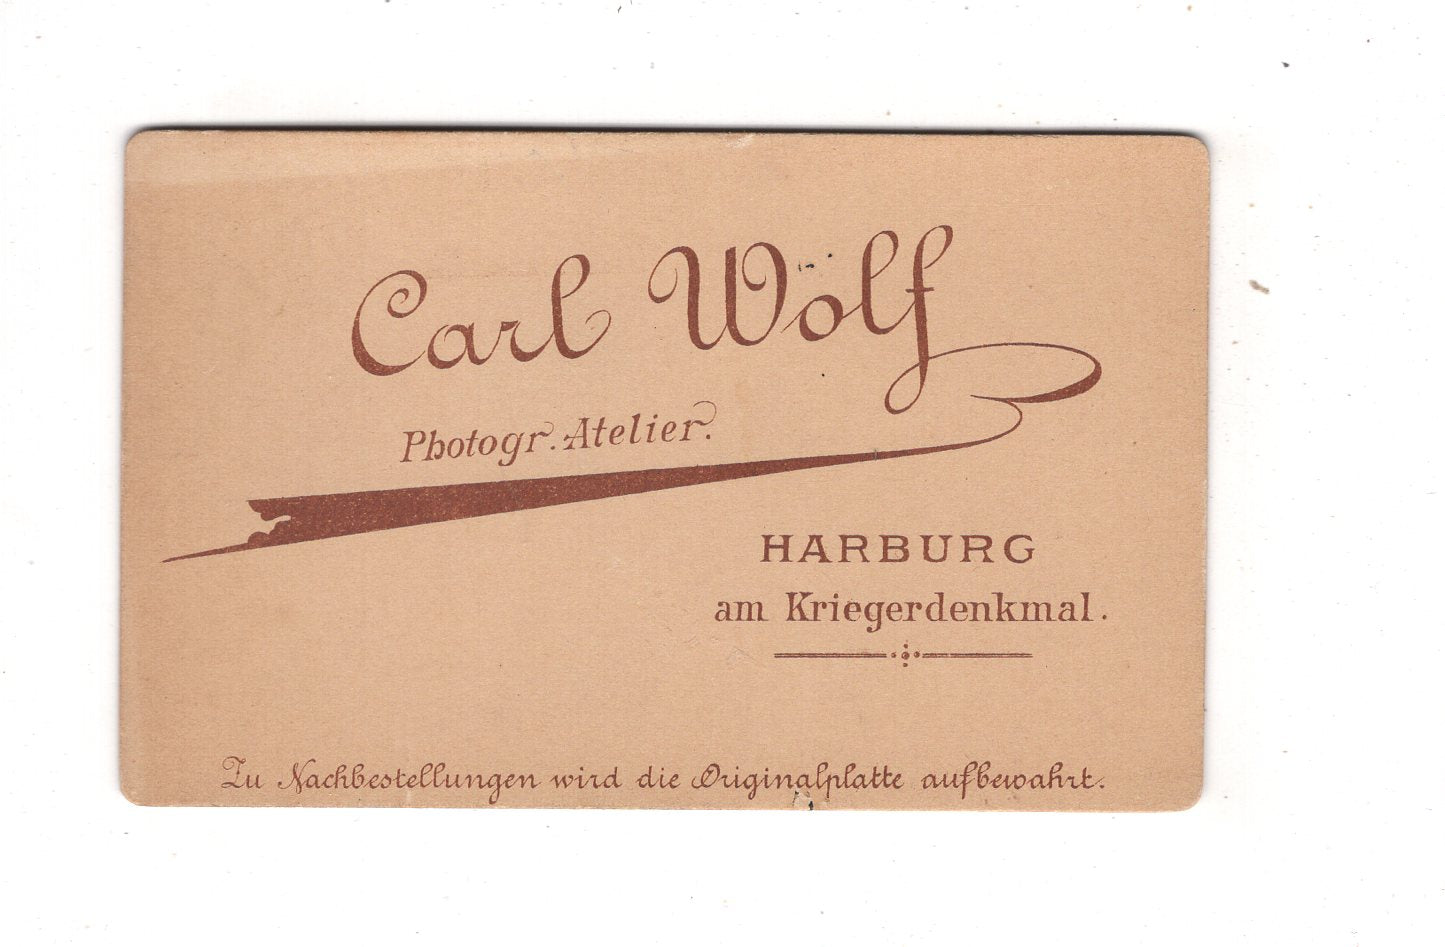 Carl Wolf
Photogr. Atelier.
HARBURG
am Kriegerdenkmal.
Zu Nachbestellungen wird die Originalplatte aufbewahrt.